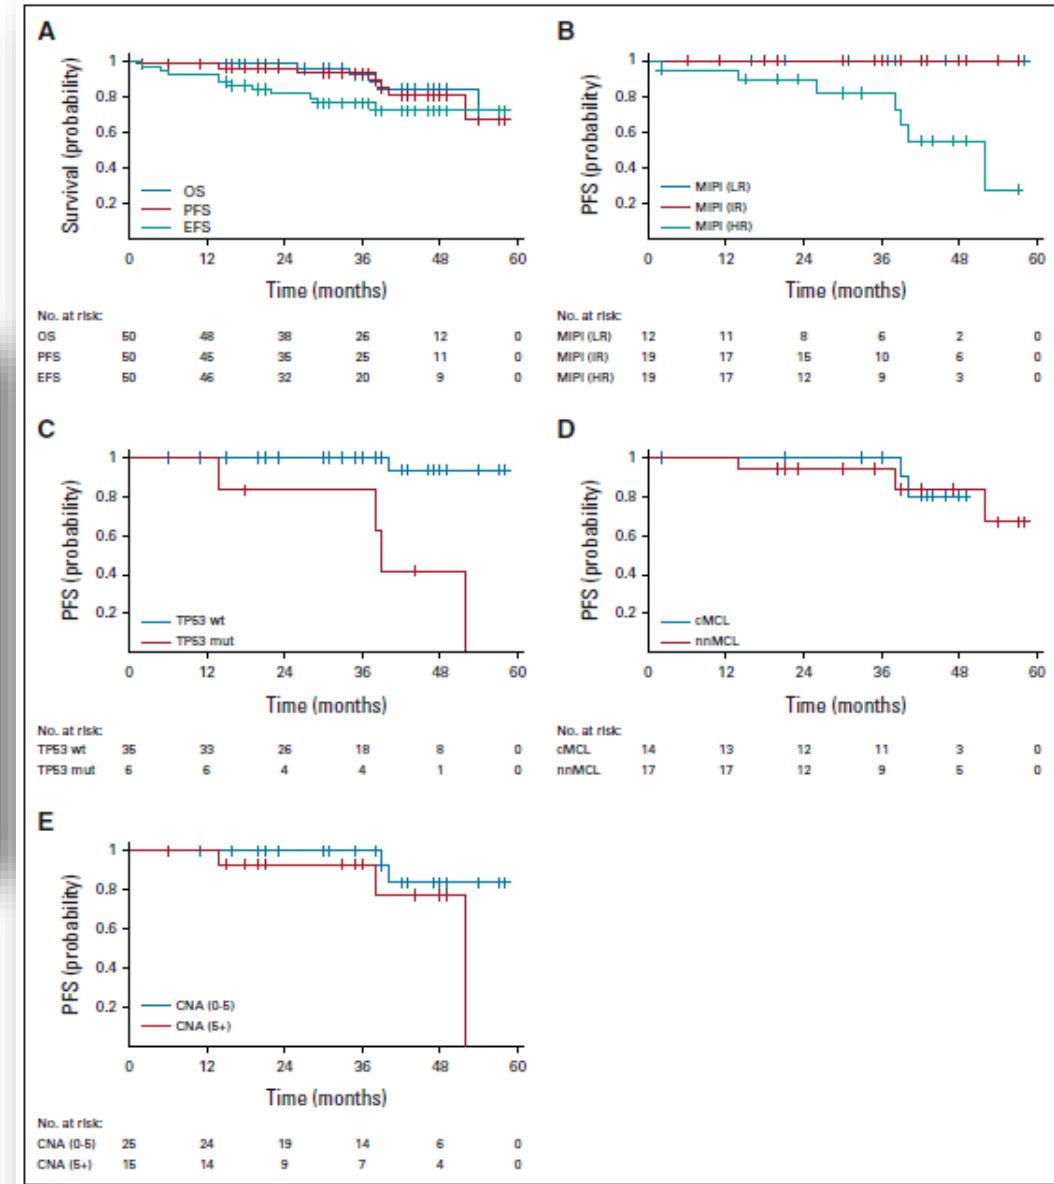 A
Survival (probability)
1
0.8
0.6
0.4
0.2
OS
PFS
EFS
0 12 24 36 48 60
Time (months)
No. at risk:
OS 50 48 38 26 12 0
PFS 50 45 35 25 11 0
EFS 50 46 32 20 9 0
B
PFS (probability)
1
0.8
0.6
0.4
0.2
MIPI (LR)
MIPI (IR)
MIPI (HR)
0 12 24 36 48 60
Time (months)
No. at risk:
MIPI (LR) 12 11 8 6 2 0
MIPI (IR) 19 17 15 10 6 0
MIPI (HR) 19 17 12 9 3 0
C
PFS (probability)
1
0.8
0.6
0.4
0.2
TP53 wt
TP53 mut
0 12 24 36 48 60
Time (months)
No. at risk:
TP53 wt 35 33 26 18 8 0
TP53 mut 6 6 4 4 1 0
D
PFS (probability)
1
0.8
0.6
0.4
0.2
cMCL
nnMCL
0 12 24 36 48 60
Time (months)
No. at risk:
cMCL 14 13 12 11 3 0
nnMCL 17 17 12 9 5 0
E
PFS (probability)
1
0.8
0.6
0.4
0.2
CNA (0-5)
CNA (5+)
0 12 24 36 48 60
Time (months)
No. at risk:
CNA (0-5) 25 24 19 14 6 0
CNA (5+) 15 14 9 7 4 0